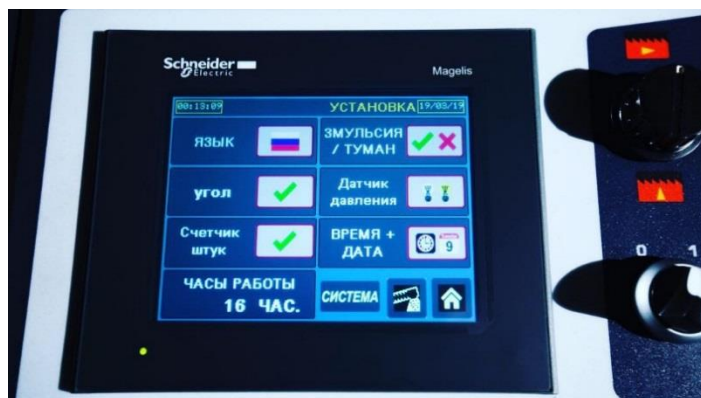 Schneider
Electric
Magelis
00:13:09
УСТАНОВКА
19/03/19
ЯЗЫК
ЗМУЛЬСИЯ
/ ТУМАН
угол
Датчик
давления
Счетчик
штук
ВРЕМЯ +
ДАТА
9
ЧАСЫ РАБОТЫ
16 ЧАС.
СИСТЕМА
0
1